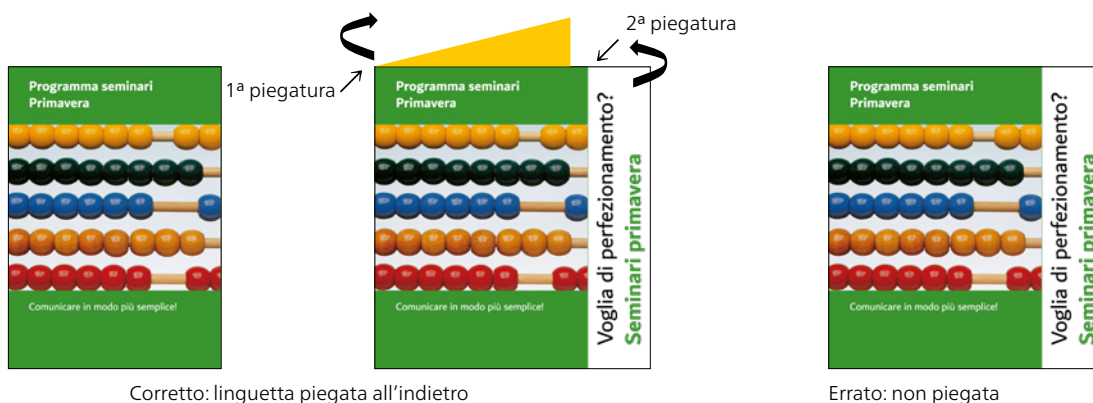 2ª piegatura
1ª piegatura
Programma seminari
Primavera
Comunicare in modo più semplice!
Programma seminari
Primavera
Comunicare in modo più semplice!
Voglia di perfezionamento?
Seminari primavera
Programma seminari
Primavera
Comunicare in modo più semplice!
Voglia di perfezionamento?
Seminari primavera
Corretto: linguetta piegata all'indietro
Errato: non piegata